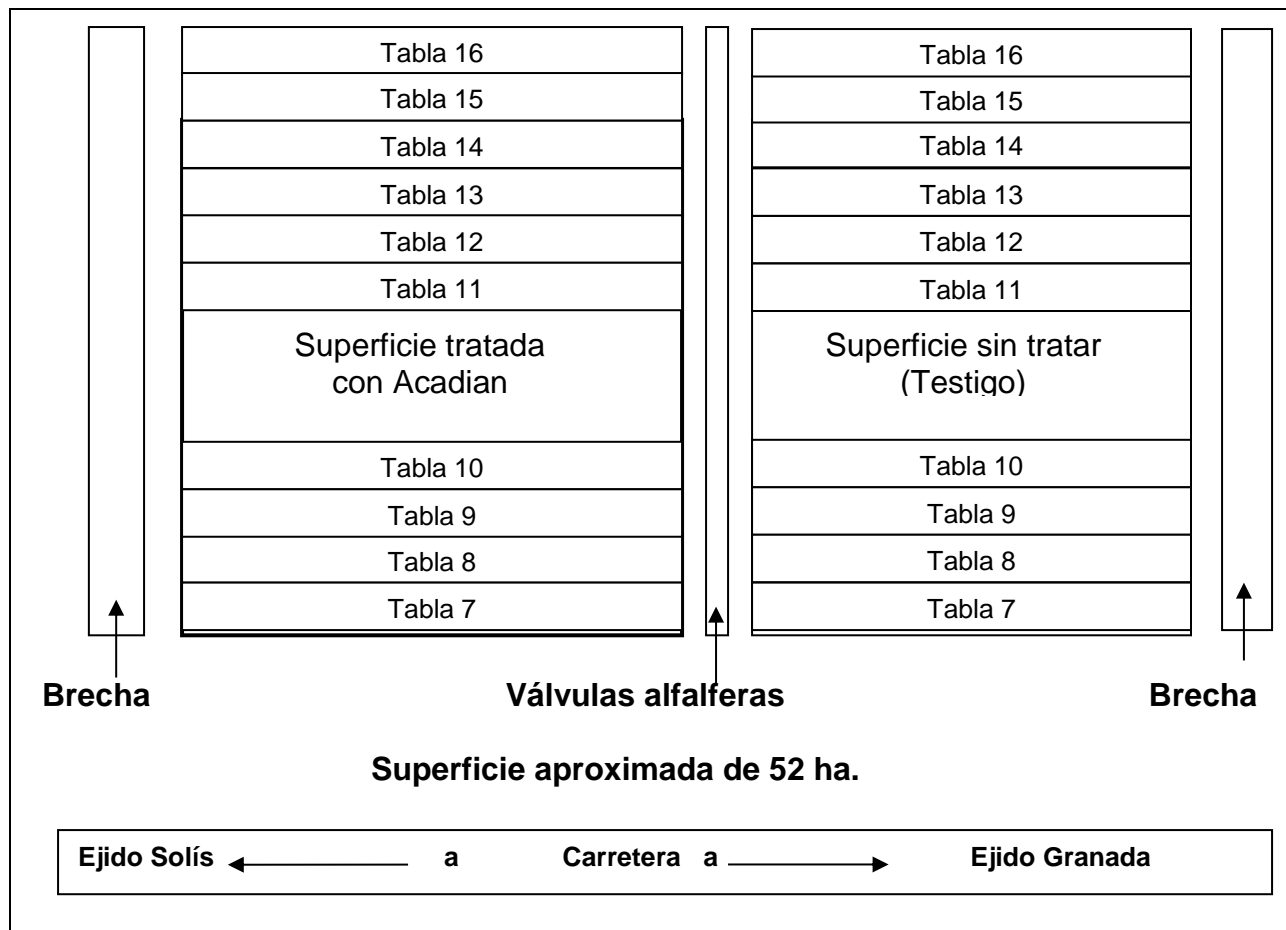 Tabla 16
Tabla 15
Tabla 14
Tabla 13
Tabla 12
Tabla 11
Superficie tratada
con Acadian
Tabla 10
Tabla 9
Tabla 8
Tabla 7
Tabla 16
Tabla 15
Tabla 14
Tabla 13
Tabla 12
Tabla 11
Superficie sin tratar
(Testigo)
Tabla 10
Tabla 9
Tabla 8
Tabla 7
Brecha
Válvulas alfalferas
Brecha
Superficie aproximada de 52 ha.
Ejido Solís a Carretera a Ejido Granada